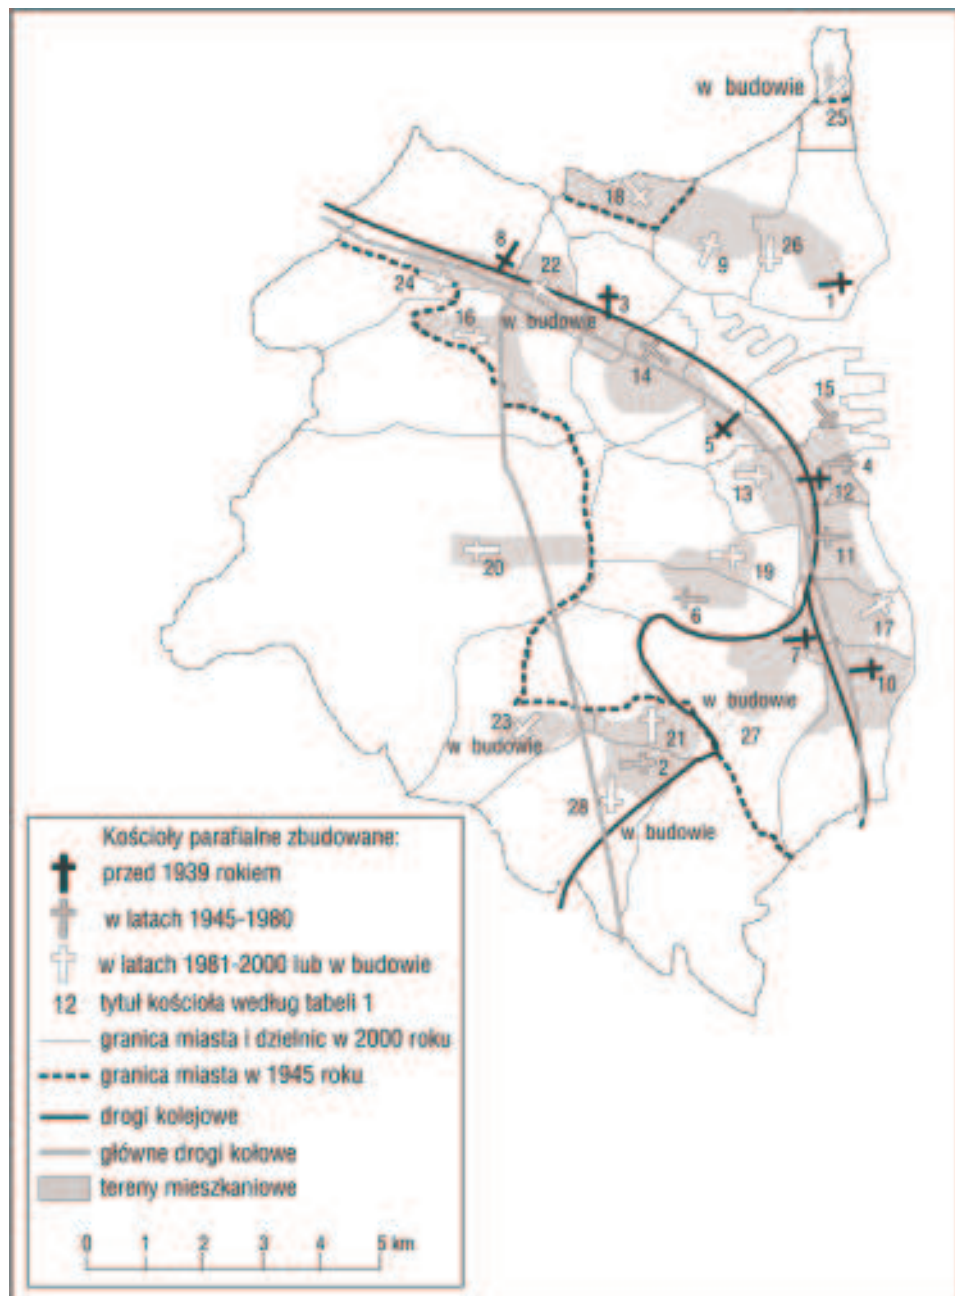 w budowie
25
18
26
9
8
22
1
24
3
16
w budowie
14
15
5
4
13
12
11
20
19
6
17
7
10
w budowie
23
27
w budowie
21
2
28
w budowie
Kościoły parafialne zbudowane:
przed 1939 rokiem
w latach 1945-1980
w latach 1981-2000 lub w budowie
12 tytuł kościoła według tabeli 1
granica miasta i dzielnic w 2000 roku
granica miasta w 1945 roku
drogi kolejowe
główne drogi kołowe
tereny mieszkaniowe
0 1 2 3 4 5 km